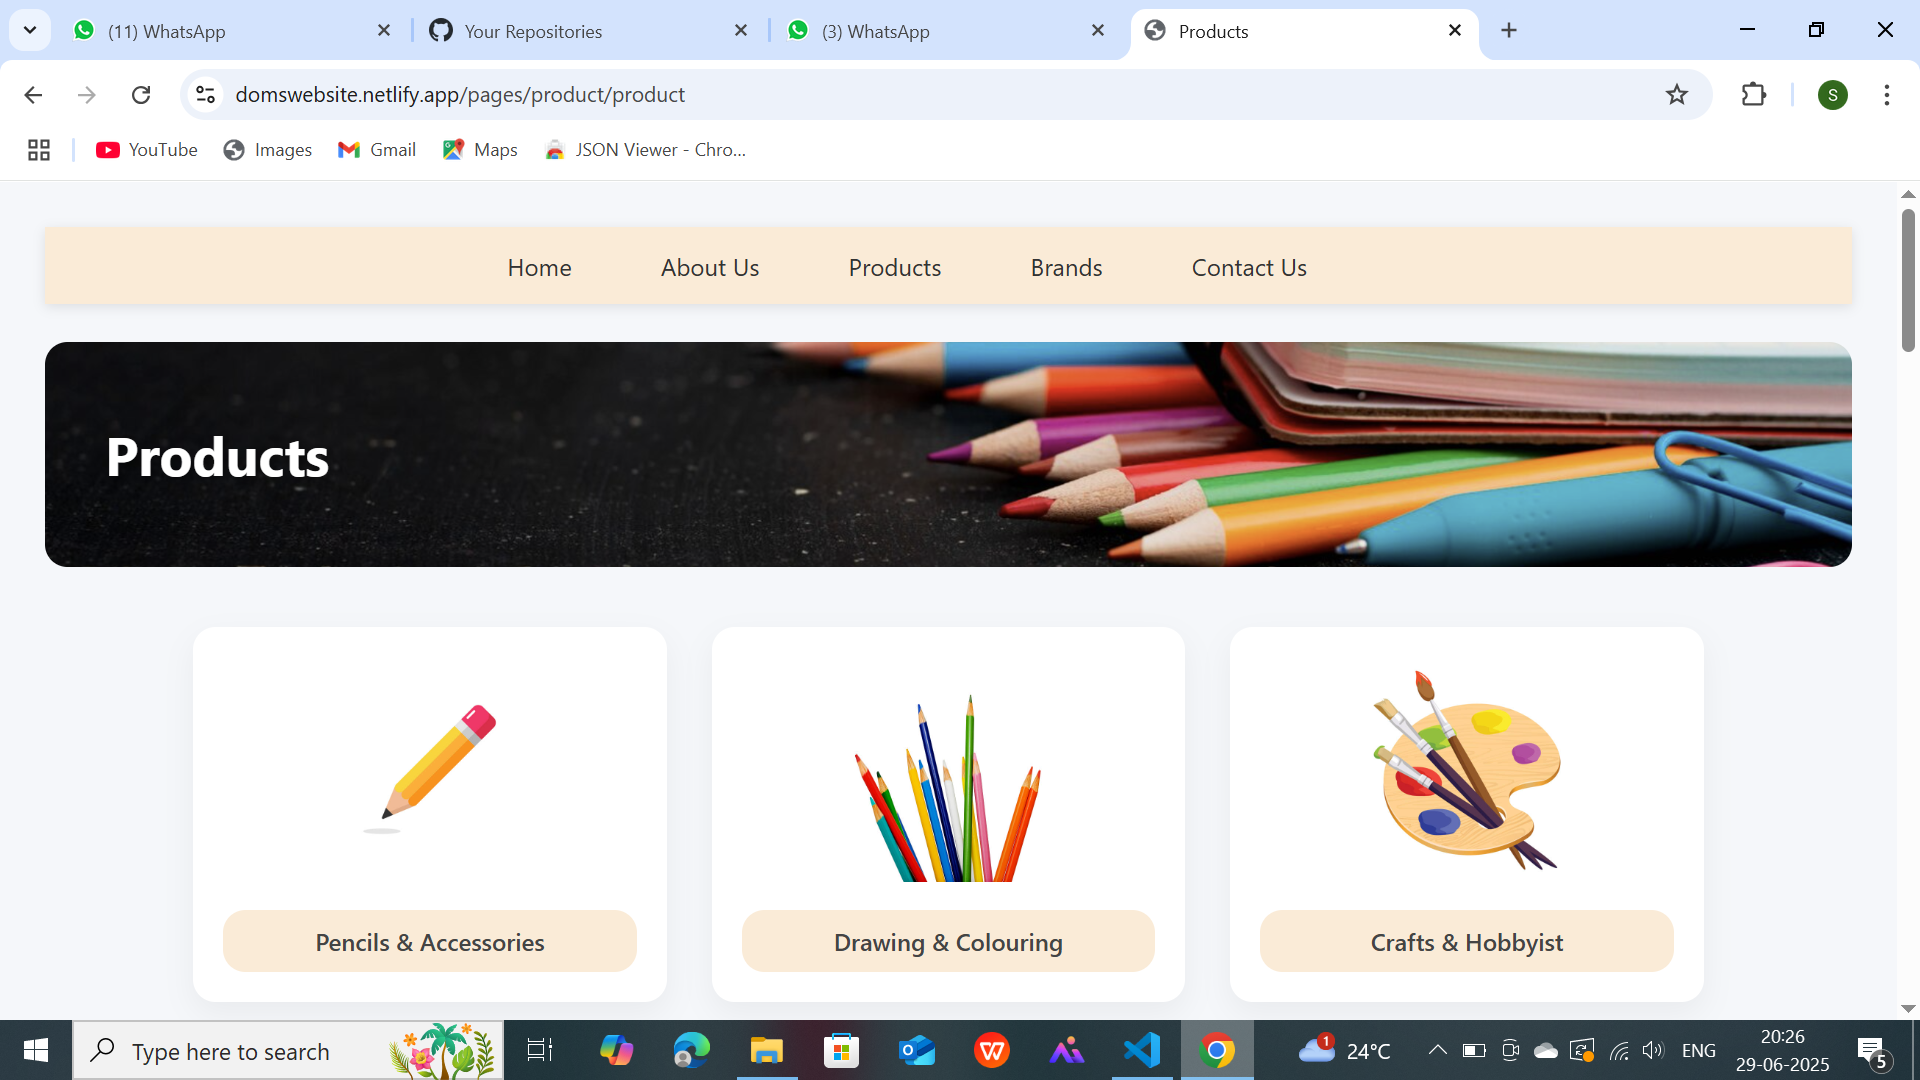 (11) WhatsApp
Your Repositories
(3) WhatsApp
Products
domswebsite.netlify.app/pages/product/product
S
YouTube
Images
Gmail
Maps
JSON Viewer - Chro...
Home
About Us
Products
Brands
Contact Us
Products
Pencils & Accessories
Drawing & Colouring
Crafts & Hobbyist
Type here to search
1
24°C
ENG
20:26
29-06-2025
5